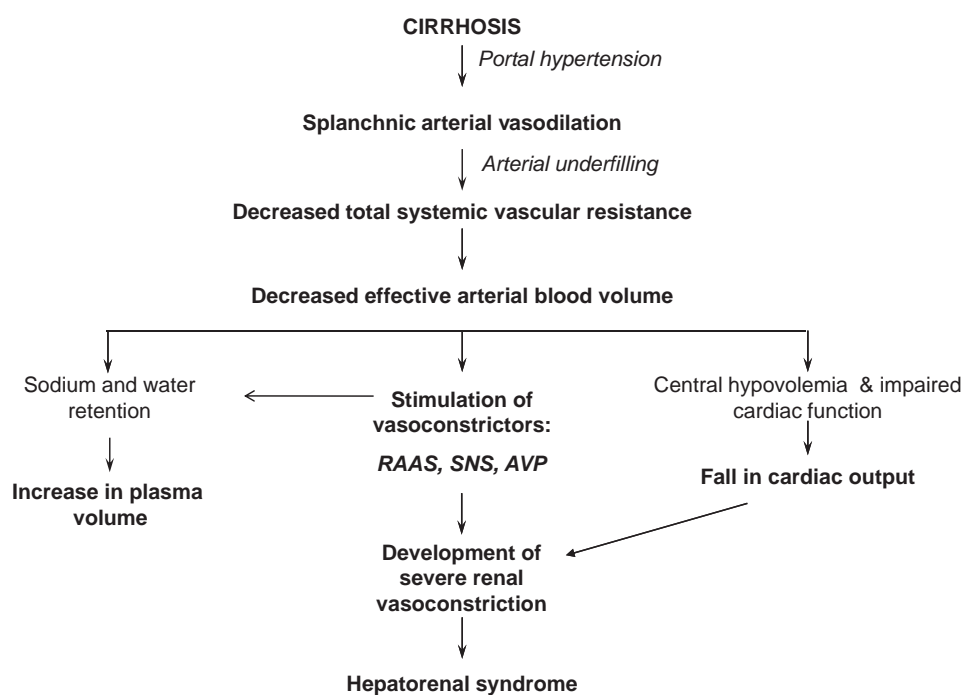 CIRRHOSIS
Portal hypertension
Splanchnic arterial vasodilation
Arterial underfilling
Decreased total systemic vascular resistance
Decreased effective arterial blood volume
Sodium and water
retention
Increase in plasma
volume
Stimulation of
vasoconstrictors:
RAAS, SNS, AVP
Central hypovolemia & impaired
cardiac function
Fall in cardiac output
Development of
severe renal
vasoconstriction
Hepatorenal syndrome